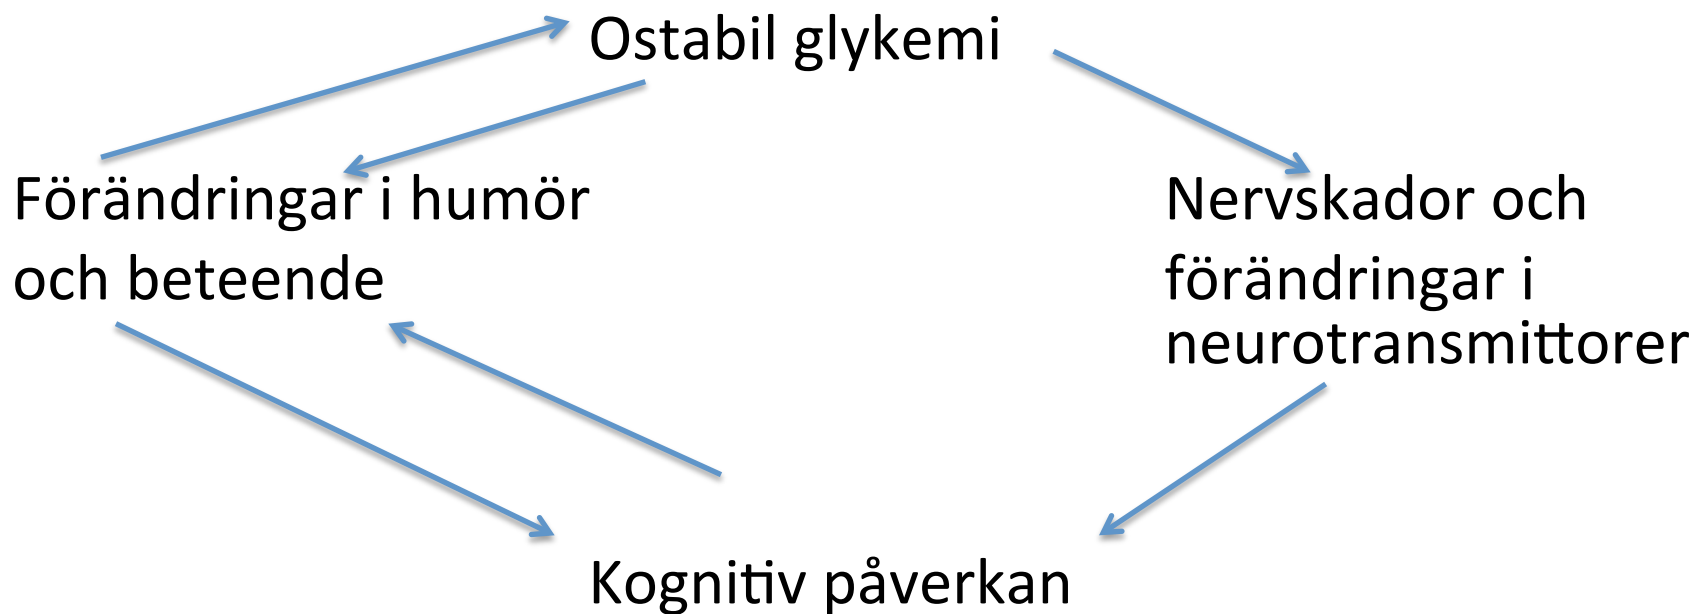 Ostabil glykemi
Förändringar i humör
och beteende
Nervskador och
förändringar i
neurotransmittorer
Kognitiv påverkan